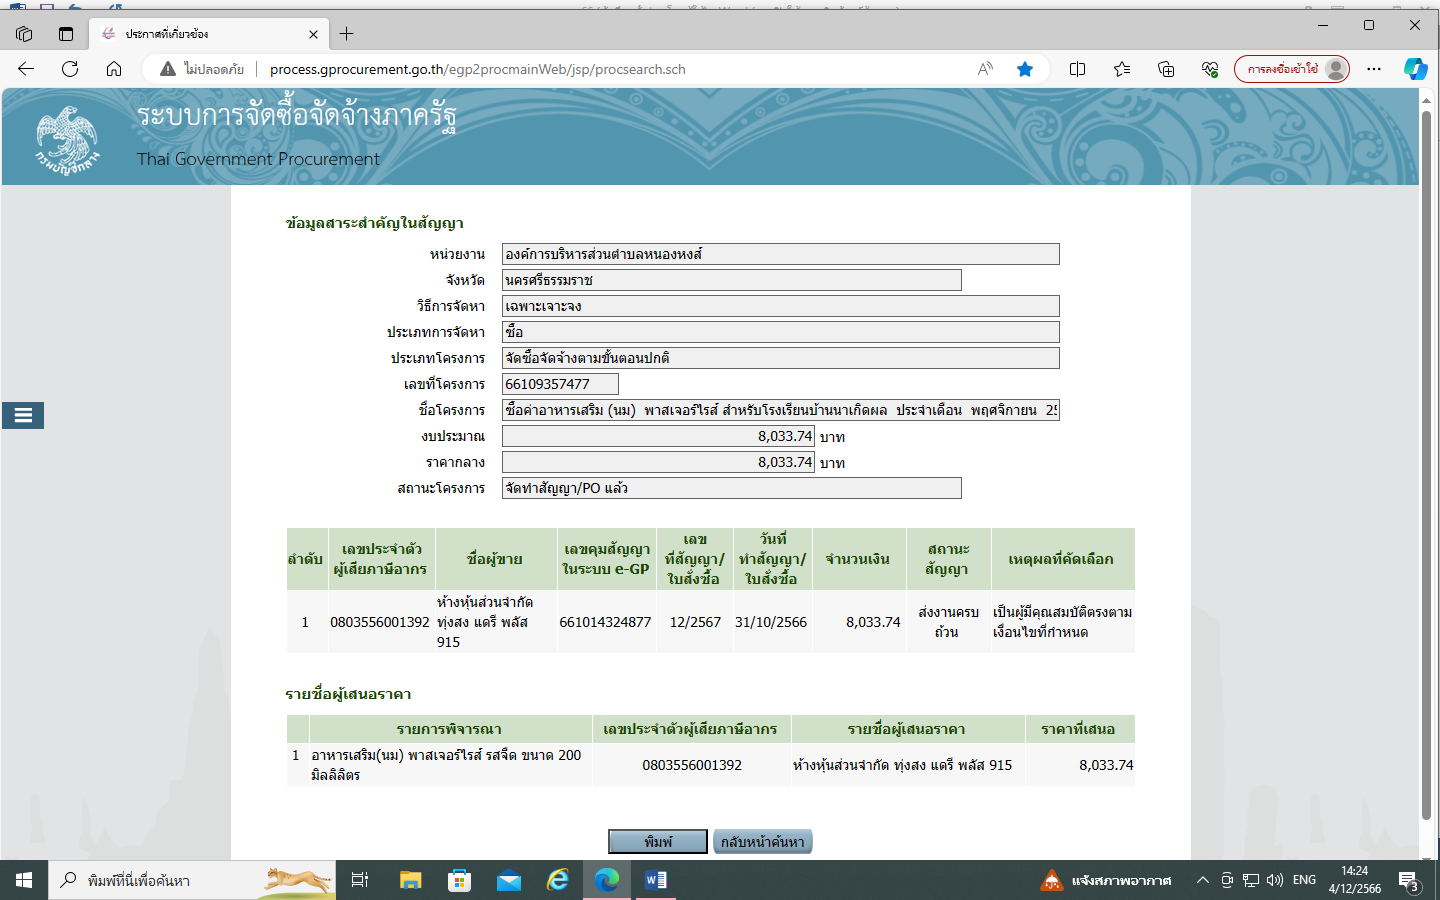 ประกาศที่เกี่ยวข้อง
ไม่ปลอดภัย
process.gprocurement.go.th/egp2procmainWeb/jsp/procsearch.sch
การลงชื่อเข้าใช้
ระบบการจัดซื้อจัดจ้างภาครัฐ
Thai Government Procurement
กรมบัญชีกลาง
ข้อมูลสาระสำคัญในสัญญา
หน่วยงาน องค์การบริหารส่วนตำบลหนองหงส์
จังหวัด นครศรีธรรมราช
วิธีการจัดหา เฉพาะเจาะจง
ประเภทการจัดหา ซื้อ
ประเภทโครงการ จัดซื้อจัดจ้างตามขั้นตอนปกติ
เลขที่โครงการ 66109357477
ชื่อโครงการ ซื้อค่าอาหารเสริม (นม) พาสเจอร์ไรส์ สำหรับโรงเรียนบ้านนาเกิดผล ประจำเดือน พฤศจิกายน 25
งบประมาณ 8,033.74 บาท
ราคากลาง 8,033.74 บาท
สถานะโครงการ จัดทำสัญญา/PO แล้ว
ลำดับ เลขประจำตัวผู้เสียภาษีอากร ชื่อผู้ขาย เลขคุมสัญญาในระบบ e-GP เลขที่สัญญา/ใบสั่งซื้อ วันที่ทำสัญญา/ใบสั่งซื้อ จำนวนเงิน สถานะสัญญา เหตุผลที่คัดเลือก
1 0803556001392 ห้างหุ้นส่วนจำกัด ทุ่งสง แดรี่ พลัส 915 661014324877 12/2567 31/10/2566 8,033.74 ส่งงานครบถ้วน เป็นผู้มีคุณสมบัติตรงตามเงื่อนไขที่กำหนด
รายชื่อผู้เสนอราคา
รายการพิจารณา เลขประจำตัวผู้เสียภาษีอากร รายชื่อผู้เสนอราคา ราคาที่เสนอ
1 อาหารเสริม(นม) พาสเจอร์ไรส์ รสจืด ขนาด 200 มิลลิลิตร 0803556001392 ห้างหุ้นส่วนจำกัด ทุ่งสง แดรี่ พลัส 915 8,033.74
พิมพ์ กลับหน้าค้นหา
พิมพ์ที่นี่เพื่อค้นหา
แจ้งสภาพอากาศ
ENG
14:24
4/12/2566
3